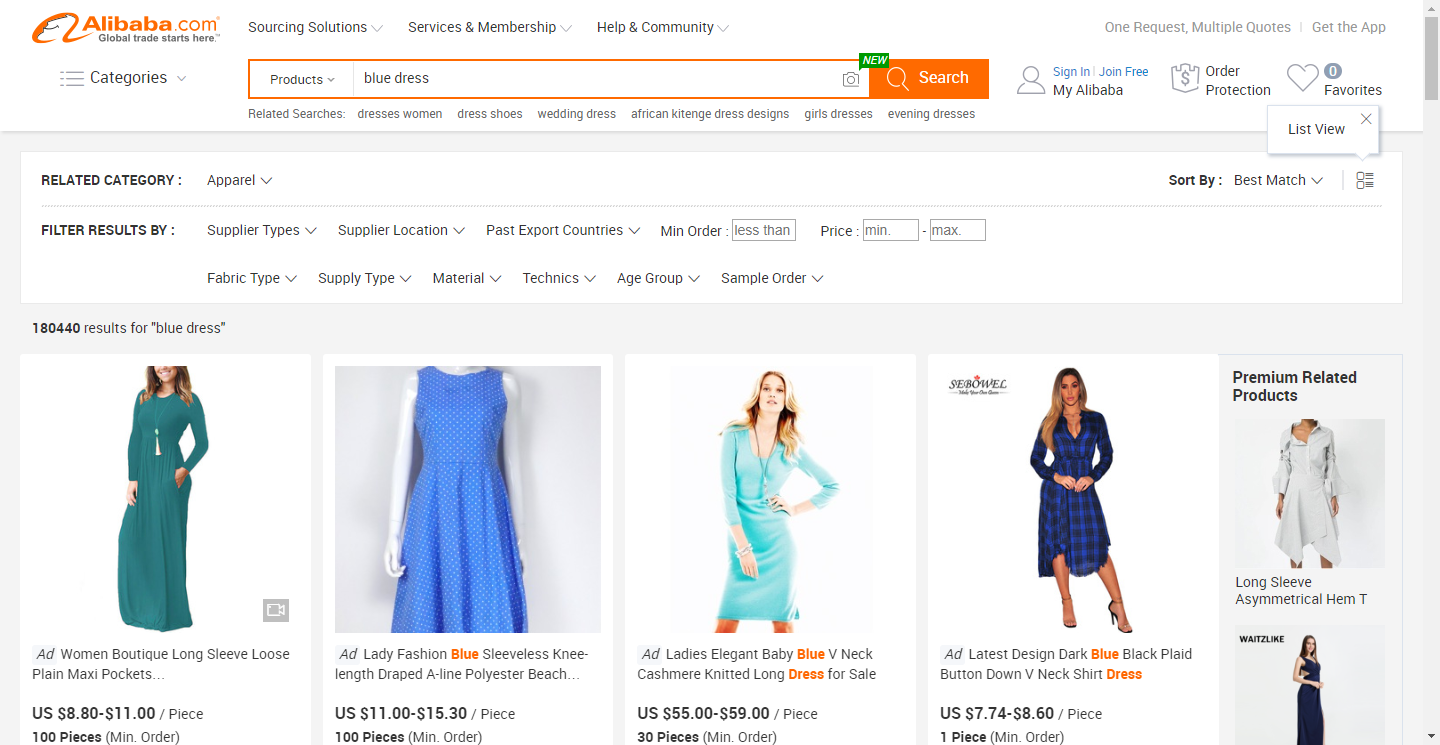 Alibaba.com
Global trade starts here.™
Sourcing Solutions
Services & Membership
Help & Community
One Request, Multiple Quotes
Get the App
Categories
Products
blue dress
NEW
Search
Sign In
Join Free
My Alibaba
Order
Protection
0
Favorites
Related Searches: dresses women dress shoes wedding dress african kitenge dress designs girls dresses evening dresses
List View
RELATED CATEGORY :
Apparel
Sort By :
Best Match
FILTER RESULTS BY :
Supplier Types
Supplier Location
Past Export Countries
Min Order :
less than
Price :
min.
-
max.
Fabric Type
Supply Type
Material
Technics
Age Group
Sample Order
180440 results for "blue dress"
Ad Women Boutique Long Sleeve Loose
Plain Maxi Pockets...
US $8.80-$11.00 / Piece
100 Pieces (Min. Order)
Ad Lady Fashion Blue Sleeveless Knee-
length Draped A-line Polyester Beach...
US $11.00-$15.30 / Piece
100 Pieces (Min. Order)
Ad Ladies Elegant Baby Blue V Neck
Cashmere Knitted Long Dress for Sale
US $55.00-$59.00 / Piece
30 Pieces (Min. Order)
SEBOWEL
Make Your Own Queen
Ad Latest Design Dark Blue Black Plaid
Button Down V Neck Shirt Dress
US $7.74-$8.60 / Piece
1 Piece (Min. Order)
Premium Related
Products
Long Sleeve
Asymmetrical Hem T
WAITZLIKE